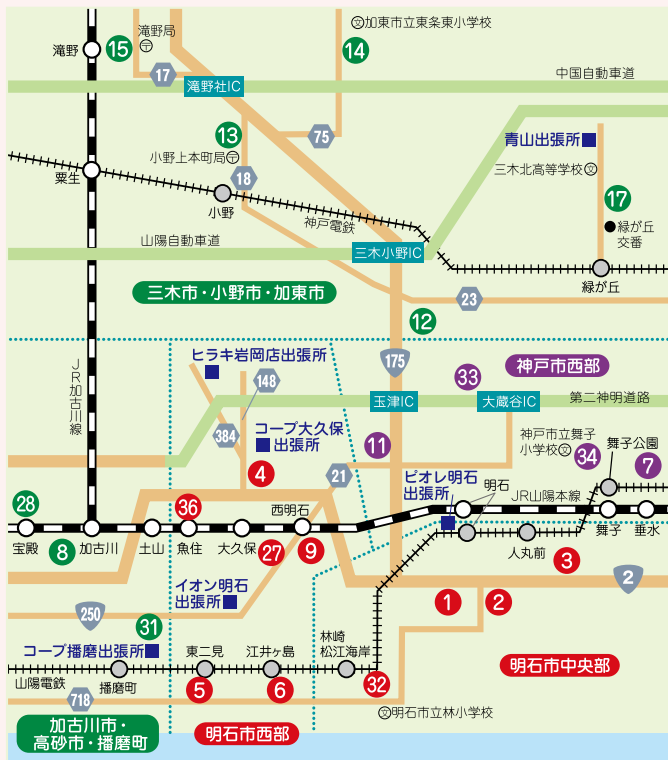 滝野局
〒
文加東市立東条東小学校
滝野
15
14
17
中国自動車道
滝野社IC
13
75
青山出張所
小野上本町局〒
三木北高等学校文
粟生
18
17
小野
神戸電鉄
緑が丘
交番
山陽自動車道
三木小野IC
緑が丘
三木市・小野市・加東市
23
12
ヒラキ岩岡店出張所
175
神戸市西部
JR加古川線
148
33
玉津IC
大蔵谷IC
第二神明道路
コープ大久保
出張所
384
11
神戸市立舞子
小学校文
34
舞子公園
7
4
21
ピオレ明石
出張所
明石
28
36
西明石
JR山陽本線
宝殿
8
加古川
土山
魚住
大久保
27
9
人丸前
舞子
垂水
3
イオン明石
出張所
2
250
1
2
31
コープ播磨出張所
東二見
江井ヶ島
林崎
松江海岸
明石市中央部
山陽電鉄
播磨町
5
6
32
718
文明石市立林小学校
加古川市・
高砂市・播磨町
明石市西部